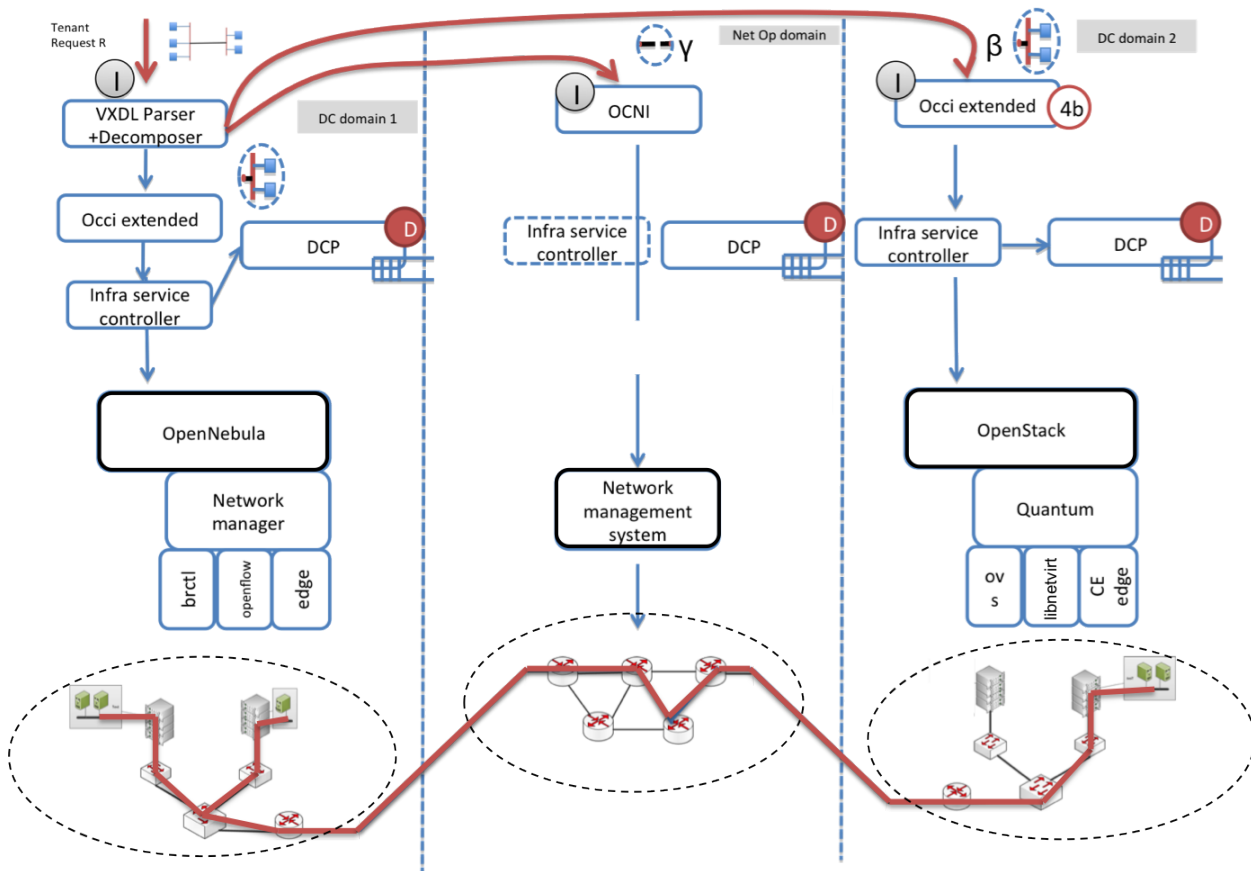 Tenant
Request R
I
VXDL Parser
+Decomposer
DC domain 1
Occi extended
DCP
D
Infra service
controller
OpenNebula
Network
manager
brctl
openflow
edge
γ
Net Op domain
I
OCNI
Infra service
controller
DCP
D
Network
management
system
β
DC domain 2
I
Occi extended
4b
Infra service
controller
DCP
D
OpenStack
Quantum
ov
s
libnetvirt
CE
edge